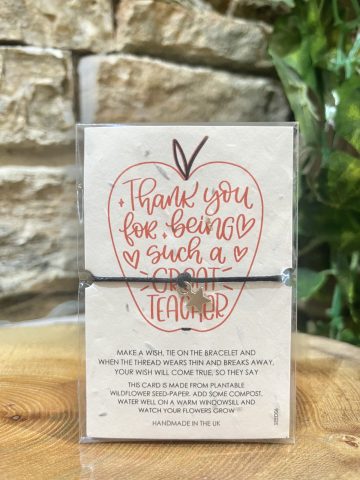 Thank you
for being
such a
GREAT
TEACHER
MAKE A WISH, TIE ON THE BRACELET AND
WHEN THE THREAD WEARS THIN AND BREAKS AWAY,
YOUR WISH WILL COME TRUE, SO THEY SAY
THIS CARD IS MADE FROM PLANTABLE
WILDFLOWER SEED-PAPER. ADD SOME COMPOST,
WATER WELL ON A WARM WINDOWSILL AND
WATCH YOUR FLOWERS GROW
HANDMADE IN THE UK